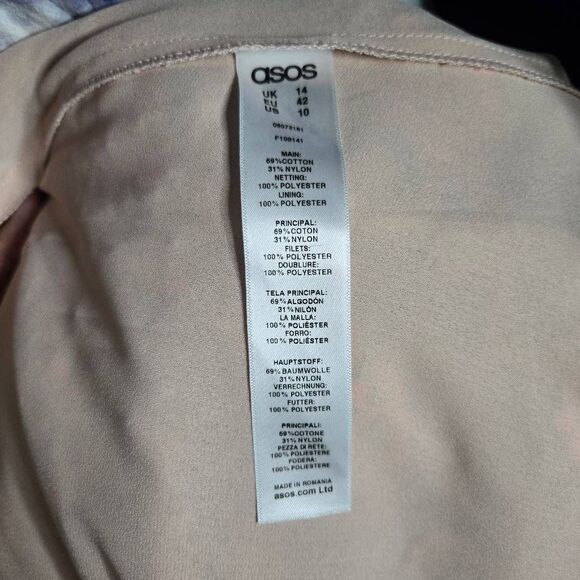 asos
UK 14
EU 42
US 10
F100141
MAIN:
69%COTTON
31%NYLON
NETTING:
100% POLYESTER
LINING:
100% POLYESTER
PRINCIPAL:
69%COTON
31%NYLON
FILETS:
100% POLYESTER
DOUBLURE:
100% POLYESTER
TELA PRINCIPAL:
69%ALGODÓN
31%NILÓN
LA MALLA:
100% POLIÉSTER
FORRO:
100% POLIÉSTER
HAUPTSTOFF:
69%BAUMWOLLE
31%NYLON
VERRECHNUNG:
100% POLYESTER
FUTTER:
100% POLYESTER
PRINCIPALI:
69%COTONE
31%NYLON
PEZZA DI RETE:
100% POLIESTERE
FODERA:
100% POLIESTERE
MADE IN ROMANIA
asos.com Ltd